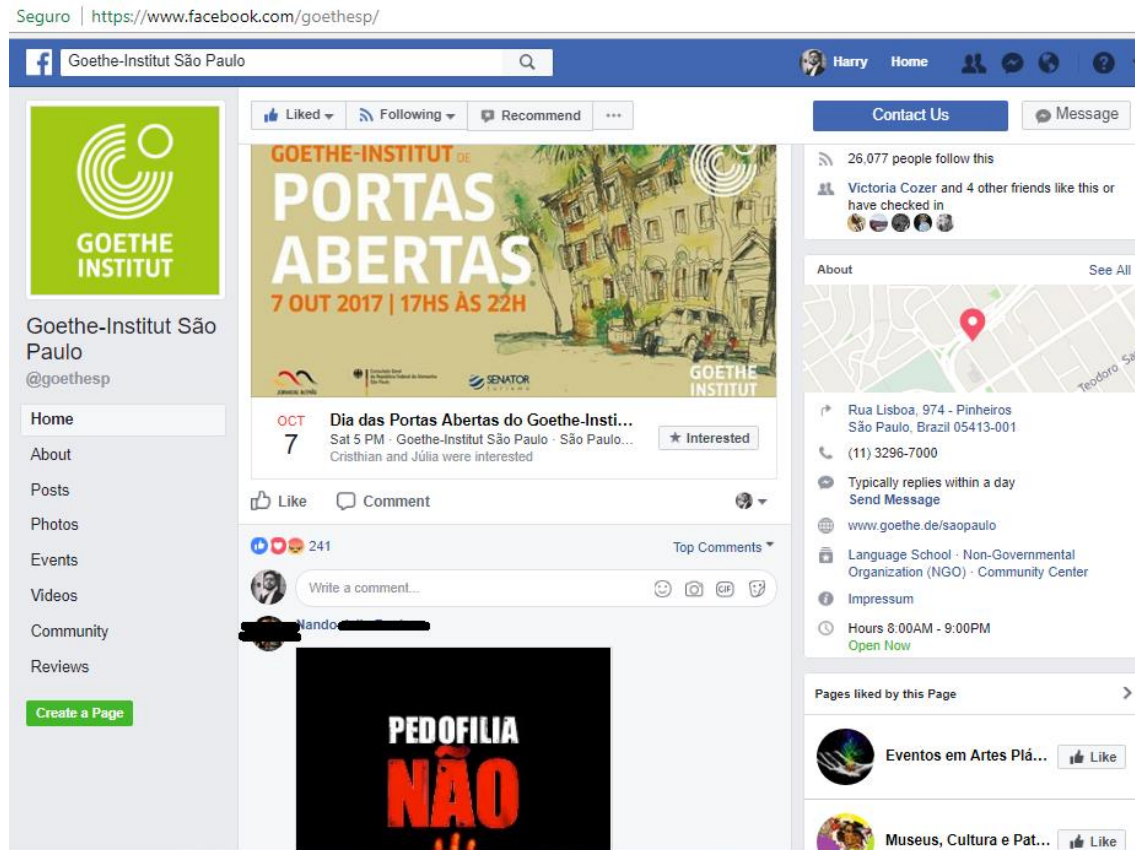 Seguro | https://www.facebook.com/goethesp/
Goethe-Institut São Paulo
Harry Home
GOETHE
INSTITUT
Goethe-Institut São
Paulo
@goethesp
Home
About
Posts
Photos
Events
Videos
Community
Reviews
Create a Page
Liked Following Recommend
GOETHE-INSTITUT DE
PORTAS
ABERTAS
7 OUT 2017 | 17HS ÀS 22H
SENATOR
TURISMO
GOETHE
INSTITUT
OCT
7
Dia das Portas Abertas do Goethe-Insti...
Sat 5 PM · Goethe-Institut São Paulo · São Paulo...
Cristhian and Júlia were interested
Interested
Like Comment
241
Top Comments
Write a comment...
GIF
Nando
PEDOFILIA
NÃO
Contact Us
Message
26,077 people follow this
Victoria Cozer and 4 other friends like this or
have checked in
About See All
Teodoro Sa
Rua Lisboa, 974 - Pinheiros
São Paulo, Brazil 05413-001
(11) 3296-7000
Typically replies within a day
Send Message
www.goethe.de/saopaulo
Language School · Non-Governmental
Organization (NGO) · Community Center
Impressum
Hours 8:00AM - 9:00PM
Open Now
Pages liked by this Page
Eventos em Artes Plá... Like
Museus, Cultura e Pat... Like